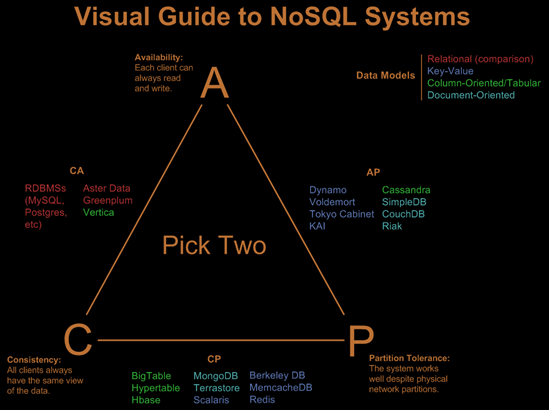 Visual Guide to NoSQL Systems
Availability:
Each client can
always read
and write.
A
Data Models
Relational (comparison)
Key-Value
Column-Oriented/Tabular
Document-Oriented
CA
RDBMSs
(MySQL,
Postgres,
etc)
Aster Data
Greenplum
Vertica
AP
Dynamo
Voldemort
Tokyo Cabinet
KAI
Cassandra
SimpleDB
CouchDB
Riak
Pick Two
C
Consistency:
All clients always
have the same view
of the data.
P
Partition Tolerance:
The system works
well despite physical
network partitions.
CP
BigTable
Hypertable
Hbase
MongoDB
Terrastore
Scalaris
Berkeley DB
MemcacheDB
Redis